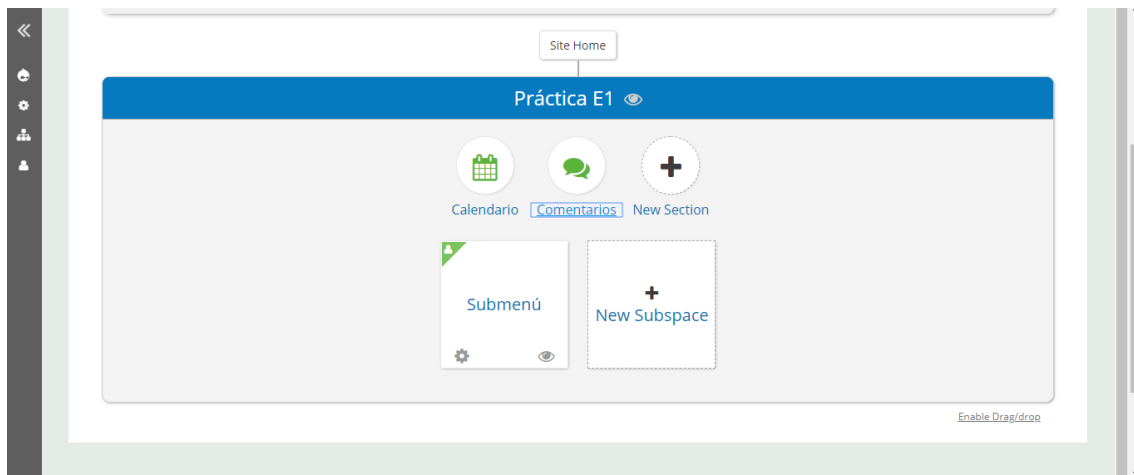 Site Home
Práctica E1
Calendario Comentarios New Section
Submenú
New Subspace
Enable Drag/drop